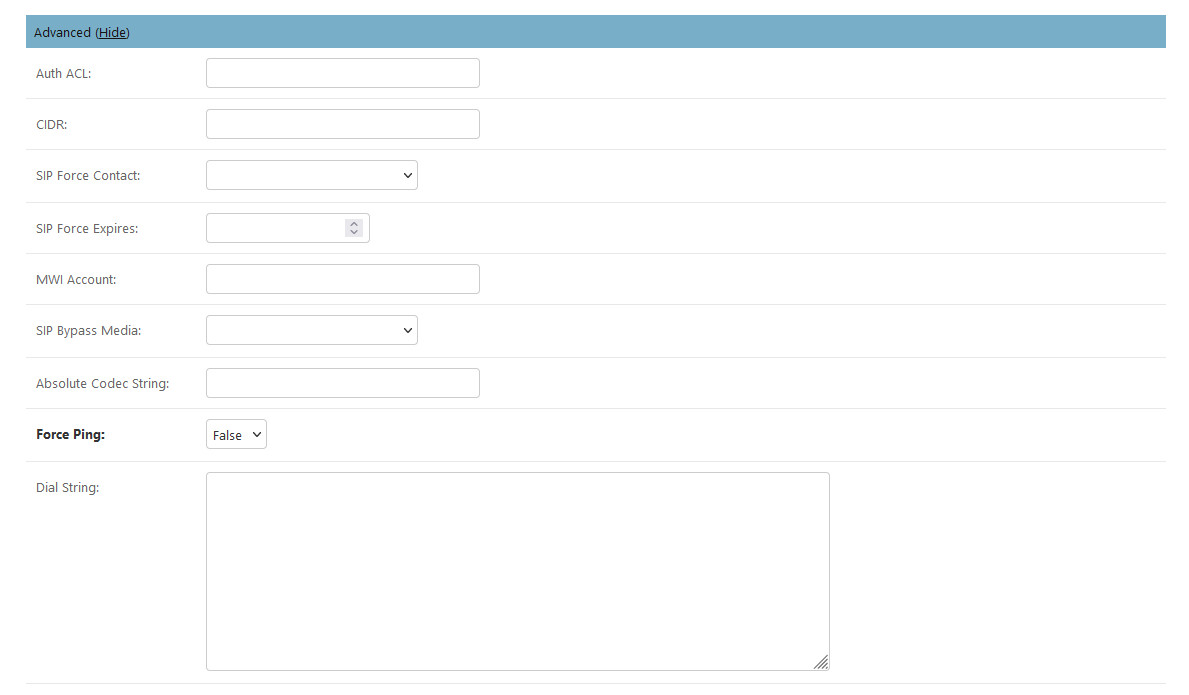 Advanced (Hide)
Auth ACL:
CIDR:
SIP Force Contact:
SIP Force Expires:
MWI Account:
SIP Bypass Media:
Absolute Codec String:
Force Ping: False
Dial String: